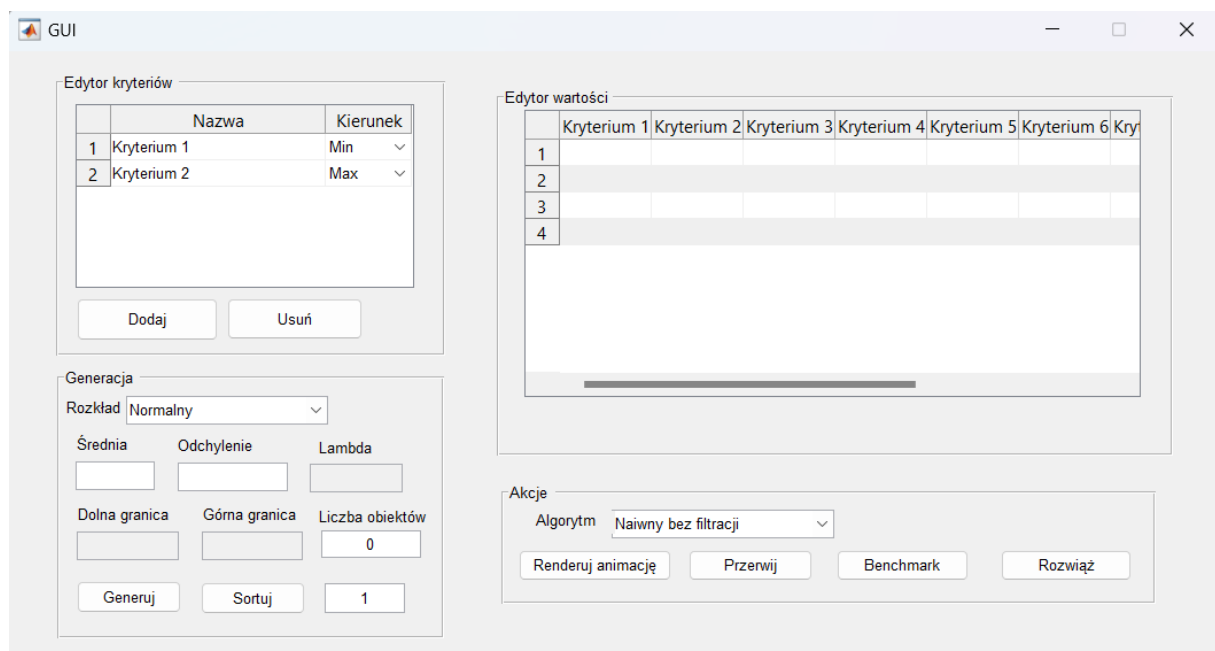 GUI
Edytor kryteriów
Nazwa Kierunek
1 Kryterium 1 Min
2 Kryterium 2 Max
Dodaj Usuń
Generacja
Rozkład Normalny
Średnia Odchylenie Lambda
Dolna granica Górna granica Liczba obiektów
0
Generuj Sortuj 1
Edytor wartości
Kryterium 1 Kryterium 2 Kryterium 3 Kryterium 4 Kryterium 5 Kryterium 6 Kry
1
2
3
4
Akcje
Algorytm Naiwny bez filtracji
Renderuj animację Przerwij Benchmark Rozwiąż